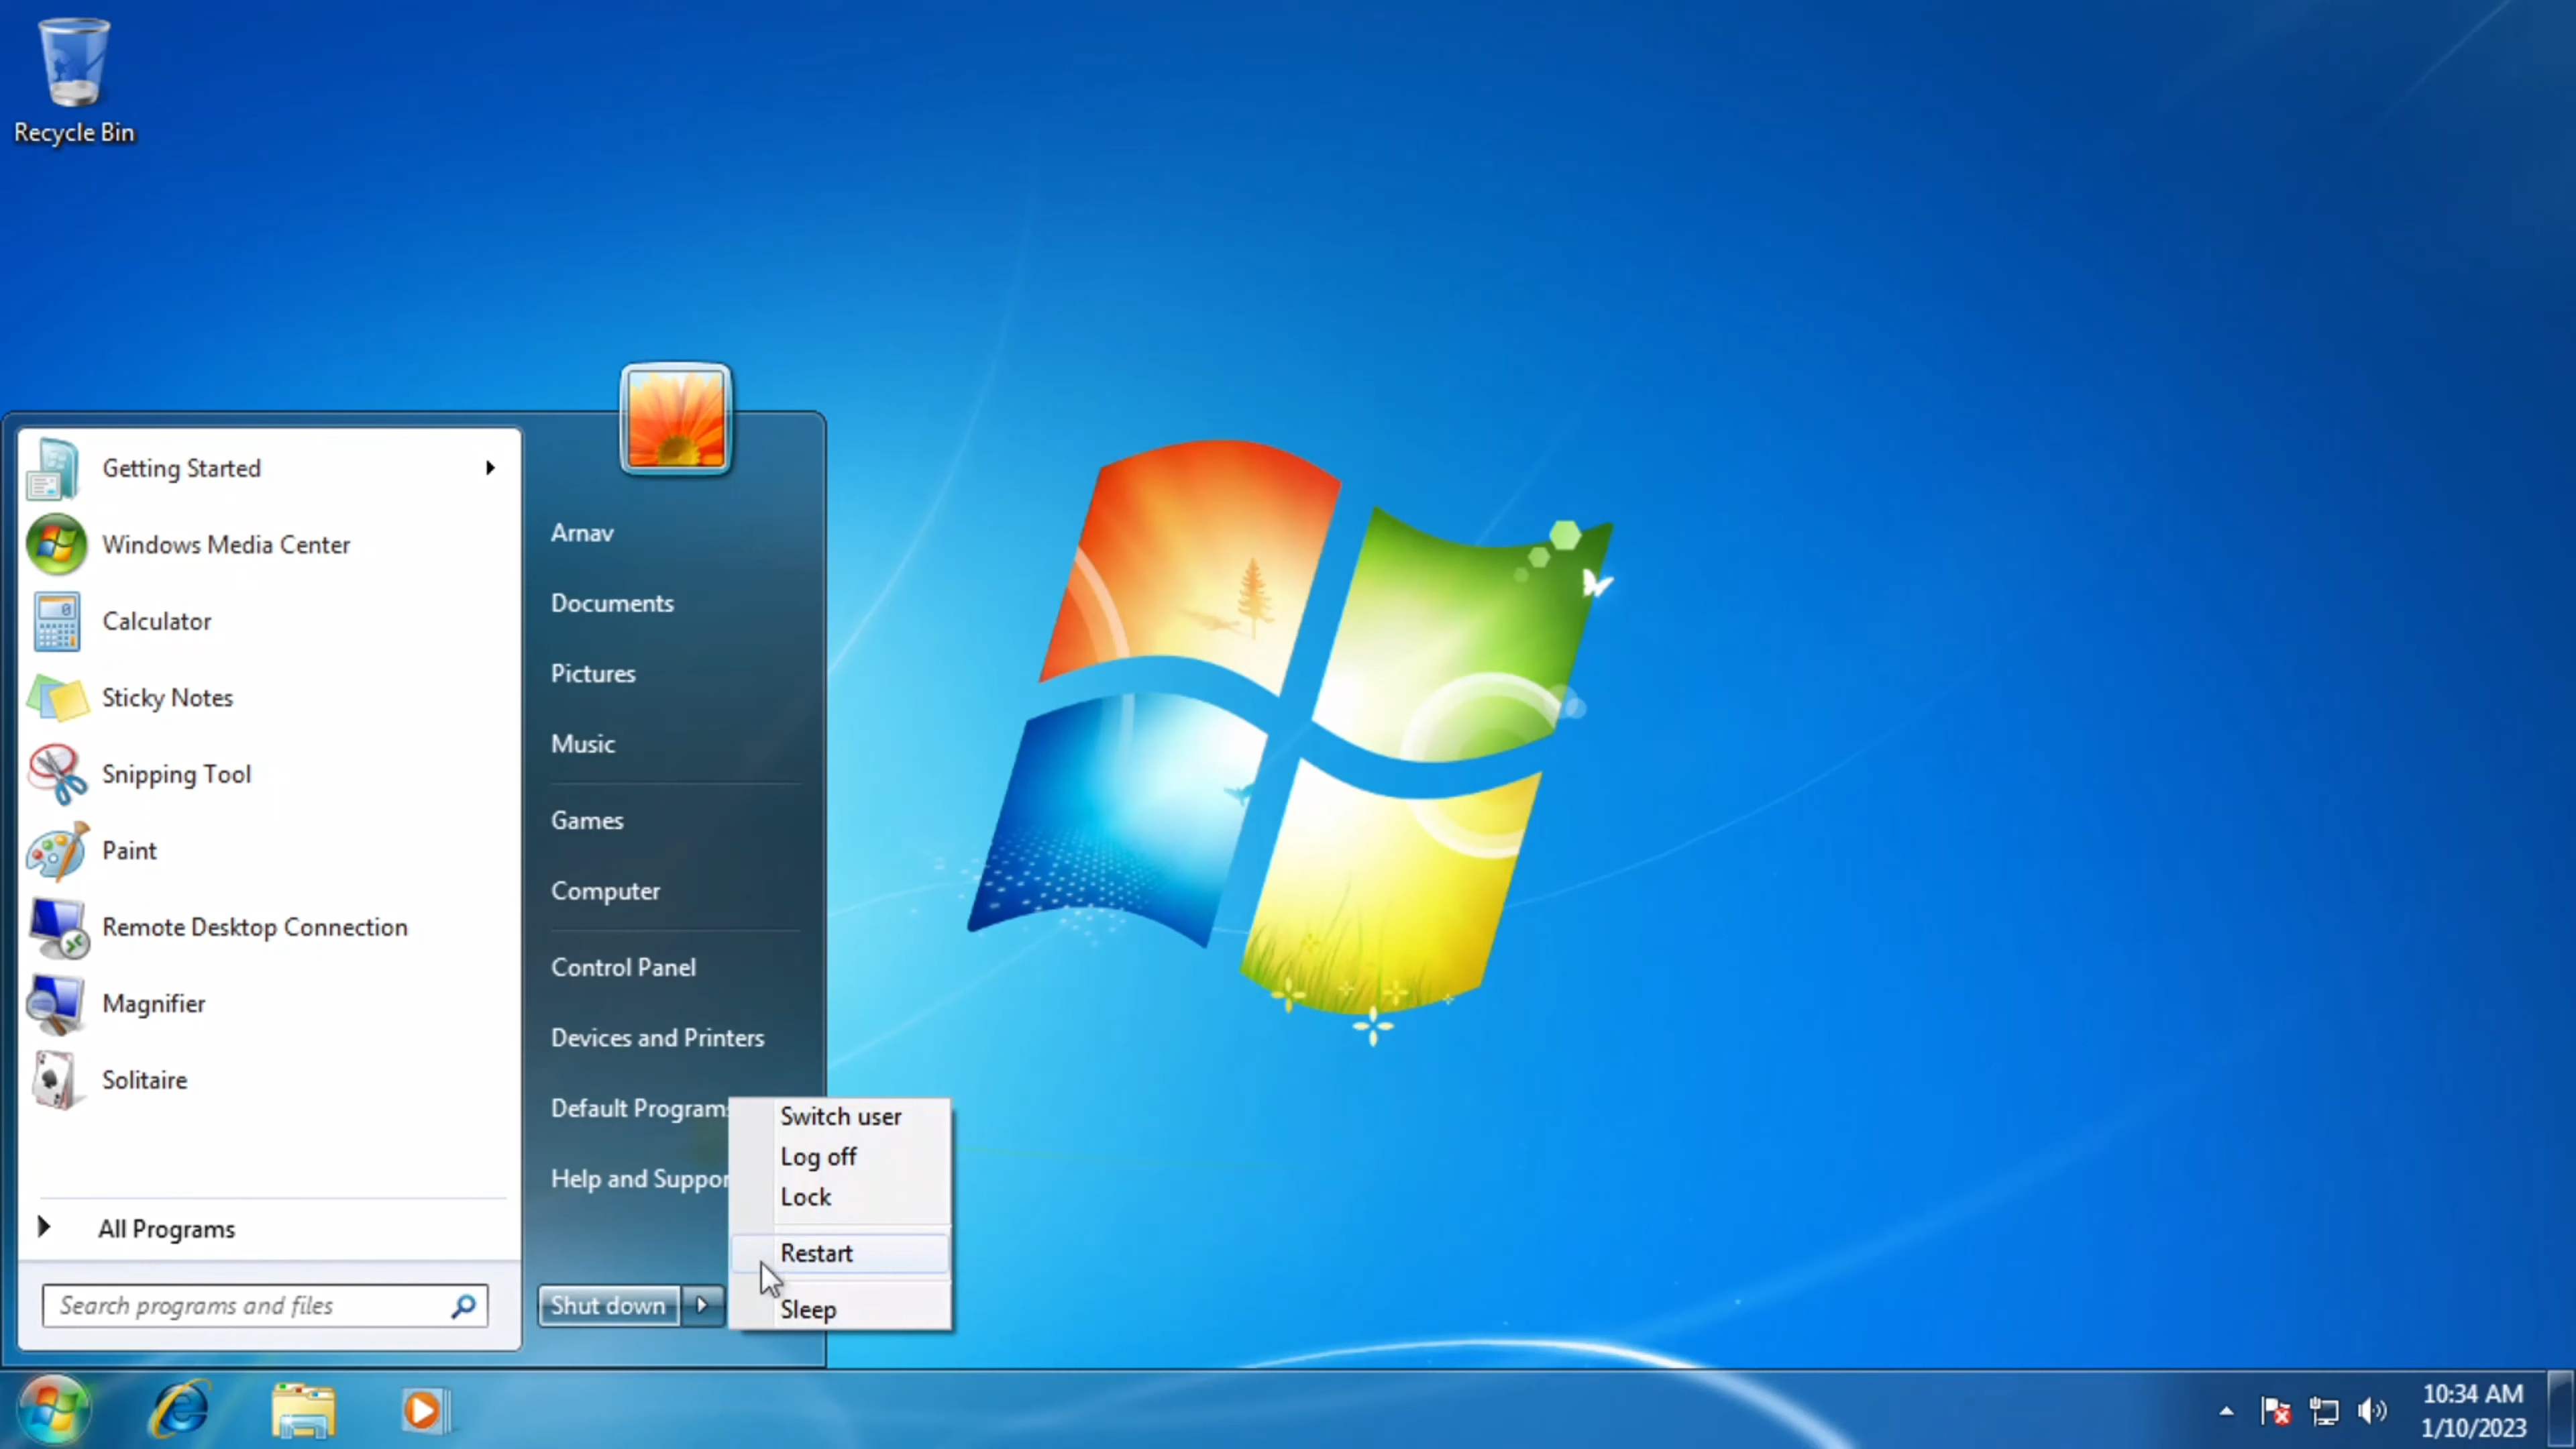 Recycle Bin
Getting Started
Windows Media Center
Calculator
Sticky Notes
Snipping Tool
Paint
Remote Desktop Connection
Magnifier
Solitaire
All Programs
Search programs and files
Arnav
Documents
Pictures
Music
Games
Computer
Control Panel
Devices and Printers
Default Programs
Help and Suppor
Shut down
Switch user
Log off
Lock
Restart
Sleep
10:34 AM
1/10/2023